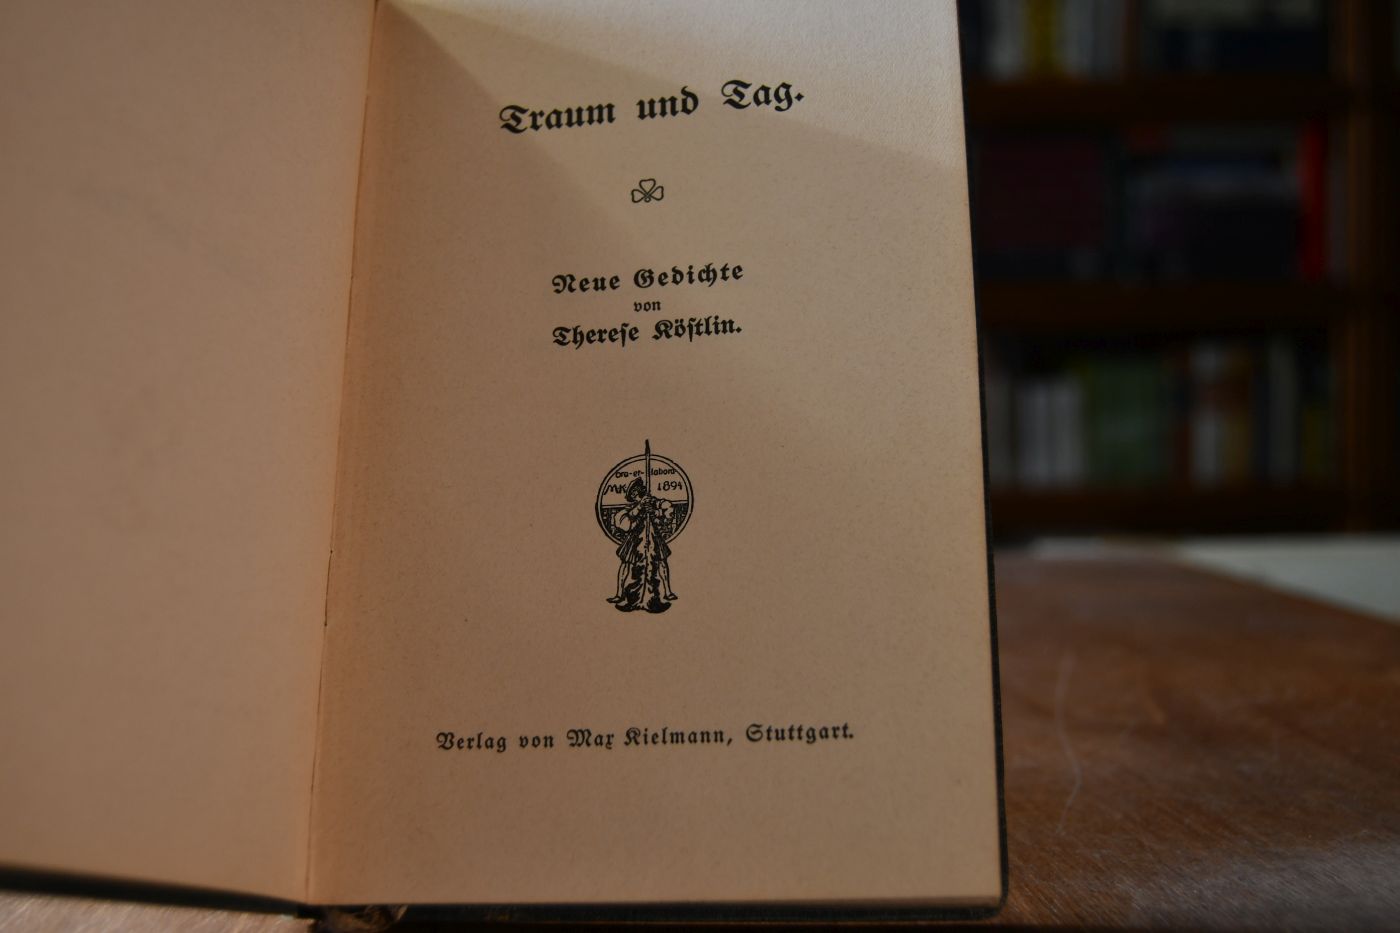 Traum und Tag.
Neue Gedichte
von
Thereſe Köſtlin.
Ora-et-labora
MK 1894
Verlag von Max Kielmann, Stuttgart.